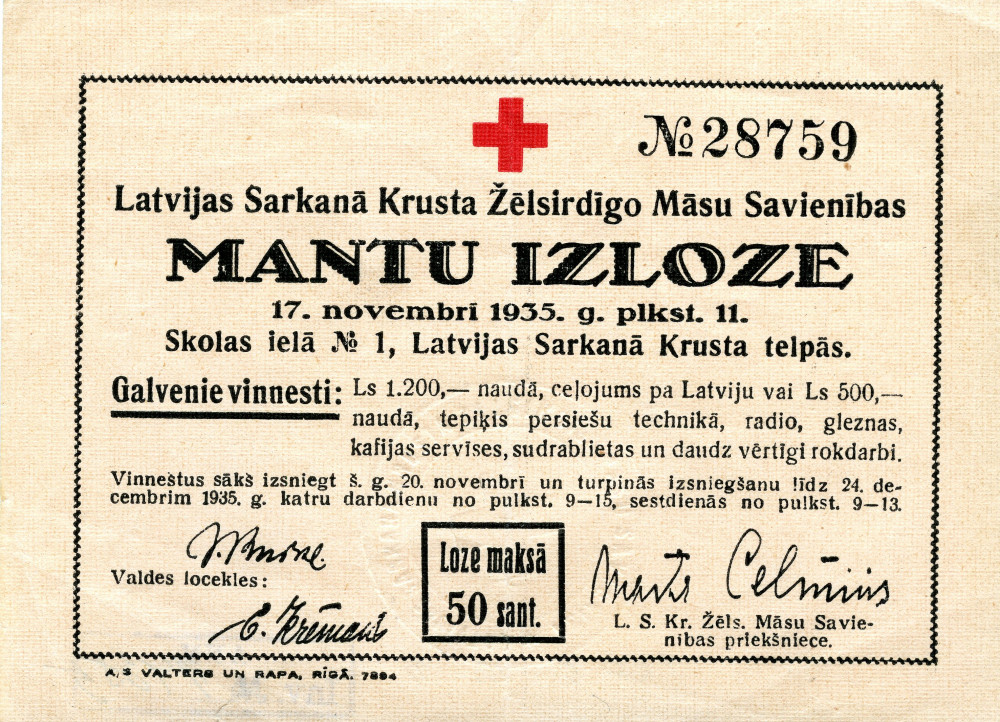 № 28759
Latvijas Sarkanā Krusta Žēlsirdīgo Māsu Savienības
MANTU IZLOZE
17. novembrī 1935. g. plkst. 11.
Skolas ielā № 1, Latvijas Sarkanā Krusta telpās.
Galvenie vinnesti: Ls 1.200,— naudā, ceļojums pa Latviju vai Ls 500,—
naudā, tepiķis persiešu technikā, radio, gleznas,
kafijas servīses, sudrablietas un daudz vērtīgi rokdarbi.
Vinnestus sāks izsniegt š. g. 20. novembrī un turpinās izsniegšanu līdz 24. de-
cembrim 1935. g. katru darbdienu no pulkst. 9—15, sestdienās no pulkst. 9—13.
Valdes locekles:
Loze maksā
50 sant.
Marta Celmiņš
L. S. Kr. Žēls. Māsu Savie-
nības priekšniece.
A/S VALTERS UN RAPA, RĪGĀ. 7894